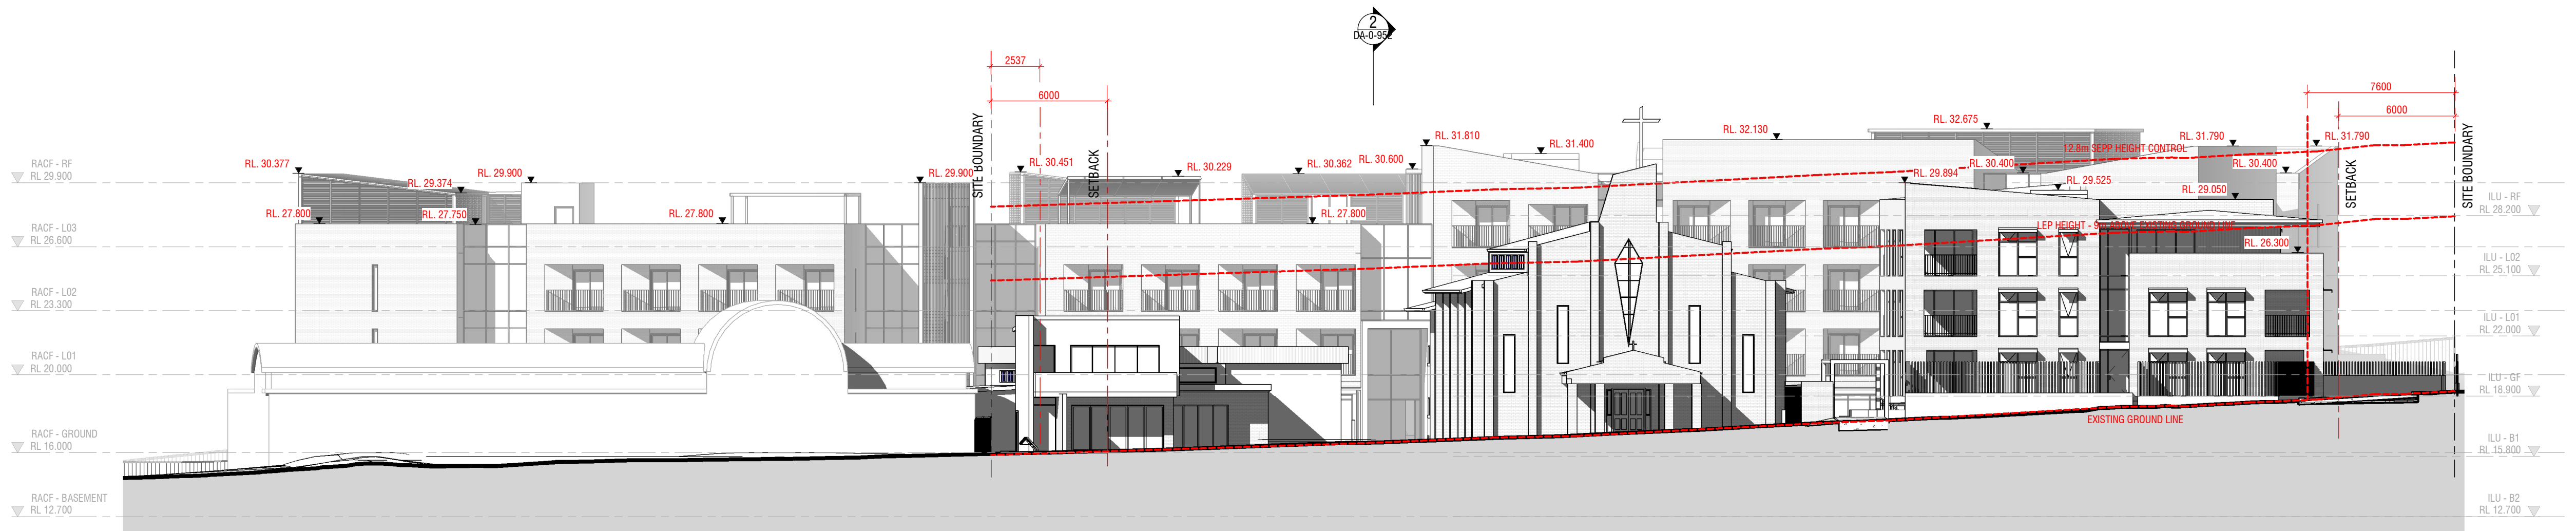 2
DA-0-952
2537
6000
7600
6000
SITE BOUNDARY
SETBACK
SETBACK
SITE BOUNDARY
RL. 30.377
RL. 29.374
RL. 29.900
RL. 29.900
RL. 30.451
RL. 30.229
RL. 30.362
RL. 30.600
RL. 31.810
RL. 31.400
RL. 32.130
RL. 32.675
RL. 31.790
RL. 31.790
12.8m SEPP HEIGHT CONTROL
RL. 30.400
RL. 30.400
RL. 29.894
RL. 29.525
RL. 29.050
RL. 27.800
RL. 27.750
RL. 27.800
RL. 27.800
LEP HEIGHT - 9m ABOVE EXISTING GROUND LINE
RL. 26.300
EXISTING GROUND LINE
RACF - RF
RL 29.900
RACF - L03
RL 26.600
RACF - L02
RL 23.300
RACF - L01
RL 20.000
RACF - GROUND
RL 16.000
RACF - BASEMENT
RL 12.700
ILU - RF
RL 28.200
ILU - L02
RL 25.100
ILU - L01
RL 22.000
ILU - GF
RL 18.900
ILU - B1
RL 15.800
ILU - B2
RL 12.700